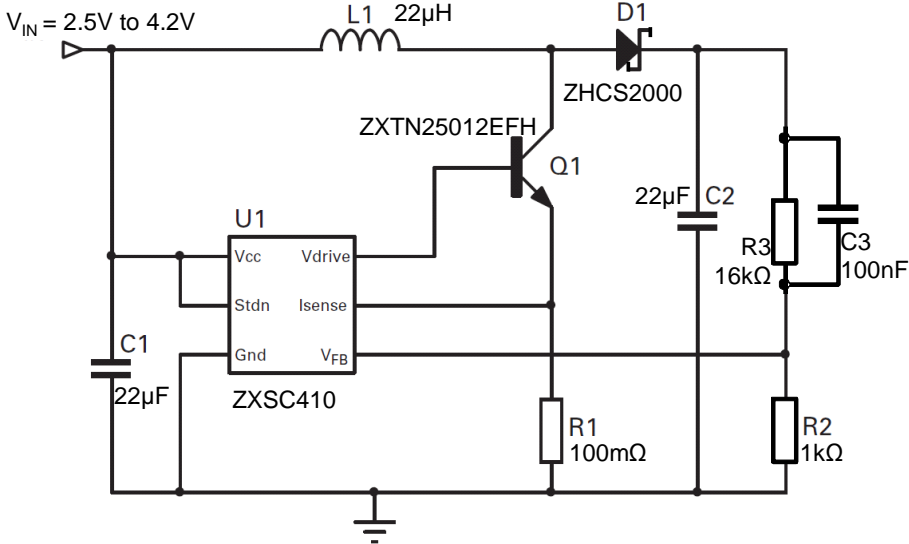 V_IN = 2.5V to 4.2V
L1
22μH
D1
ZHCS2000
ZXTN25012EFH
Q1
22μF
C2
R3
16kΩ
C3
100nF
U1
Vcc
Vdrive
Stdn
Isense
Gnd
V_FB
ZXSC410
C1
22μF
R1
100mΩ
R2
1kΩ